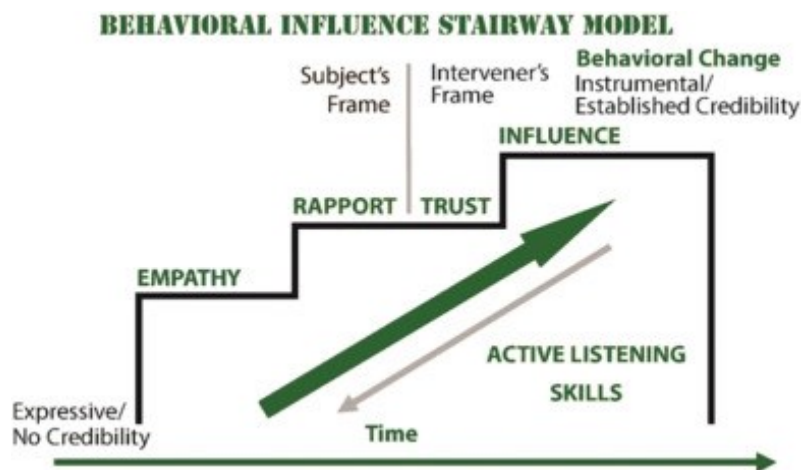 BEHAVIORAL INFLUENCE STAIRWAY MODEL
Subject's
Frame
Intervener's
Frame
Behavioral Change
Instrumental/
Established Credibility
INFLUENCE
RAPPORT
TRUST
EMPATHY
ACTIVE LISTENING
SKILLS
Expressive/
No Credibility
Time